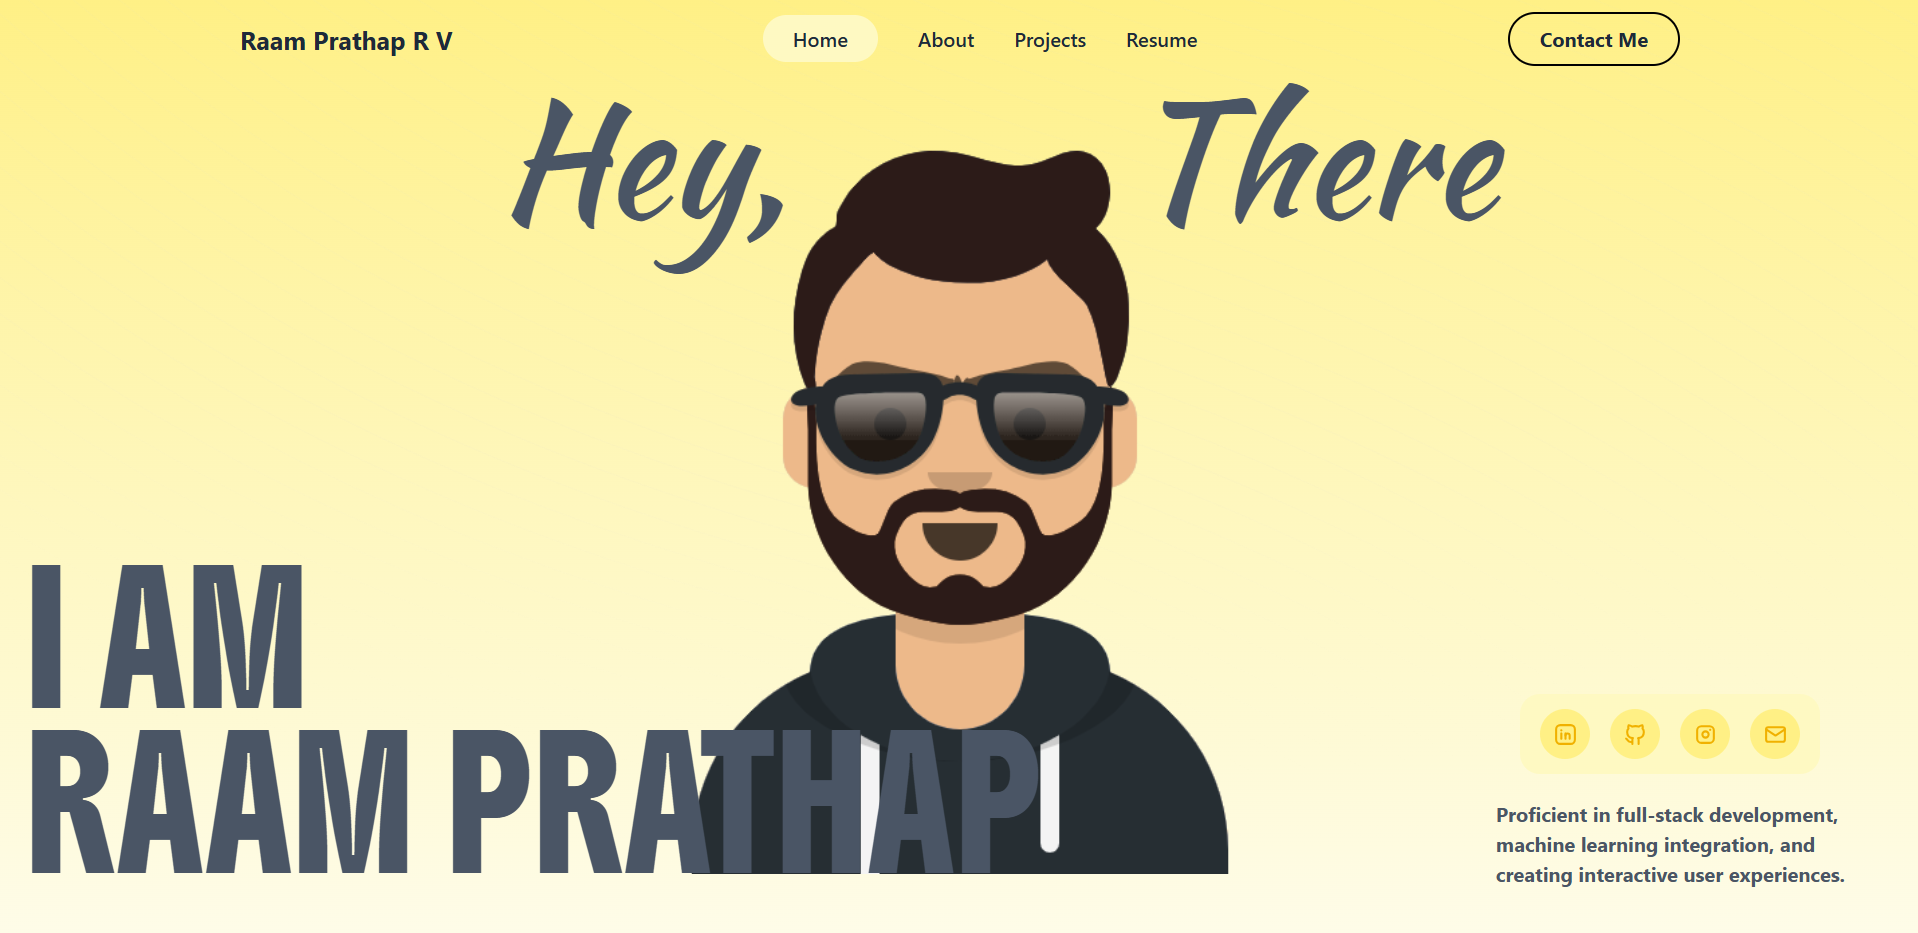 Raam Prathap R V
Home
About
Projects
Resume
Contact Me
Hey, There
I AM
RAAM PRATHAP
Proficient in full-stack development,
machine learning integration, and
creating interactive user experiences.